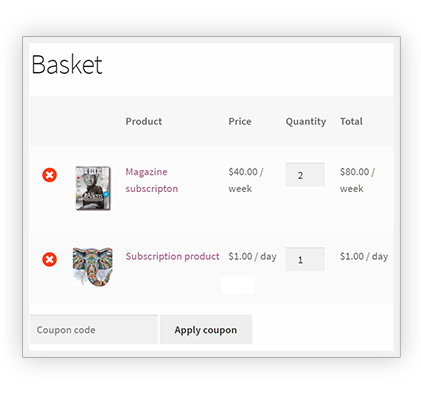 Basket
Product Price Quantity Total
Magazine $40.00 / 2 $80.00 /
subscripton week week
Subscription product $1.00 / day 1 $1.00 / day
Coupon code Apply coupon